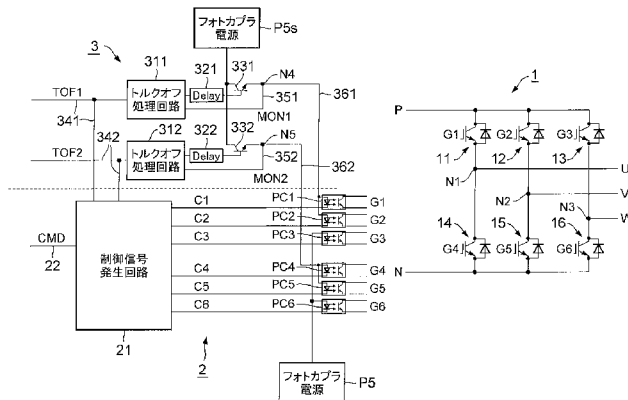 フォトカプラ
電源
P5s
3
311
321
331
N4
TOF1
トルクオフ
処理回路
Delay
351
361
341
MON1
312
322
332
N5
TOF2
342
トルクオフ
処理回路
Delay
352
362
MON2
1
P
G1
G2
G3
11
12
13
N1
U
N2
V
N3
W
14
15
16
G4
G5
G6
N
C1
PC1
G1
C2
PC2
G2
C3
PC3
G3
CMD
22
制御信号
発生回路
C4
PC4
G4
C5
PC5
G5
C6
PC6
G6
21
2
フォトカプラ
電源
P5